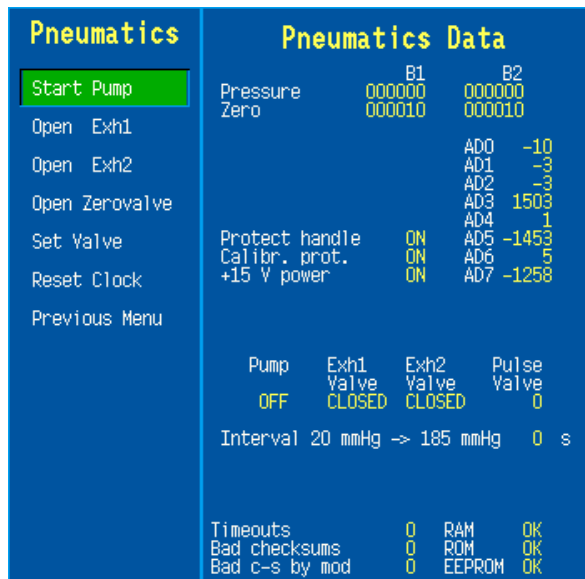 Pneumatics
Start Pump
Open Exh1
Open Exh2
Open Zerovalve
Set Valve
Reset Clock
Previous Menu
Pneumatics Data
B1 B2
Pressure 000000 000000
Zero 000010 000010
AD0 -10
AD1 -3
AD2 -3
AD3 1503
AD4 1
Protect handle ON AD5 -1453
Calibr. prot. ON AD6 5
+15 V power ON AD7 -1258
Pump Exh1 Exh2 Pulse
Valve Valve Valve
OFF CLOSED CLOSED 0
Interval 20 mmHg -> 185 mmHg 0 s
Timeouts 0 RAM OK
Bad checksums 0 ROM OK
Bad c-s by mod 0 EEPROM OK